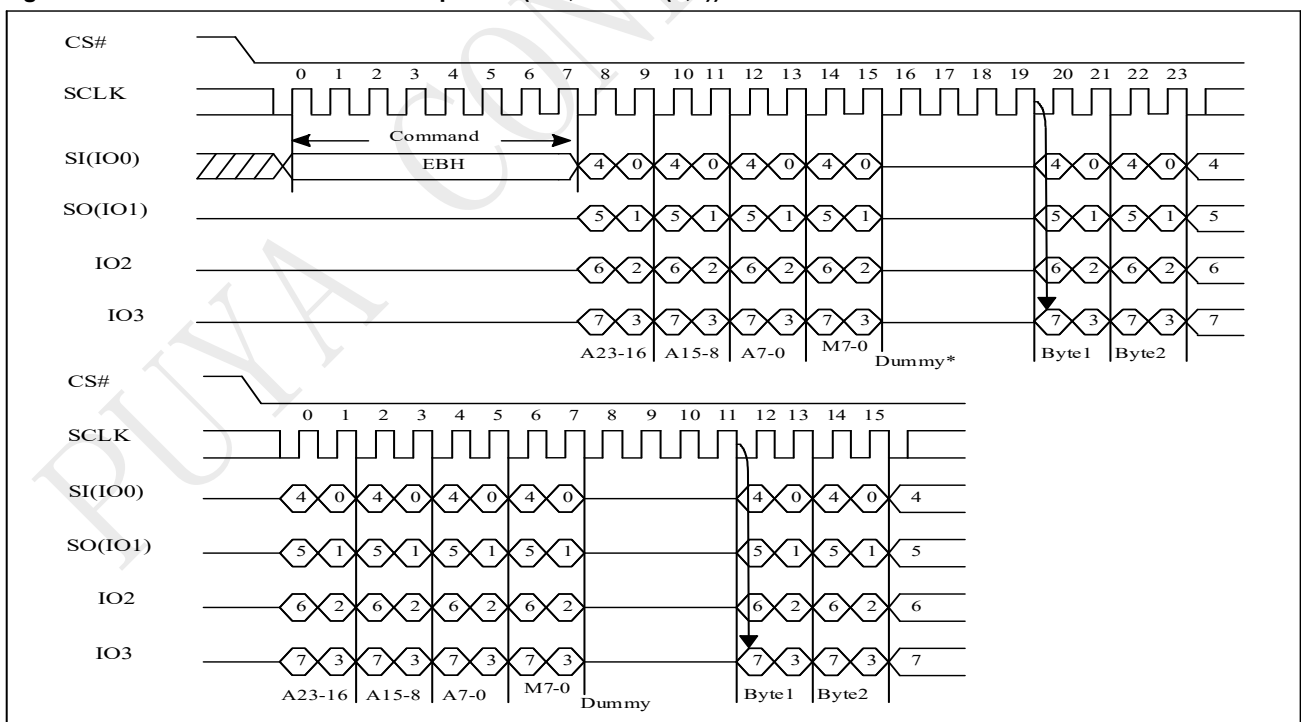 CS#
0 1 2 3 4 5 6 7 8 9 10 11 12 13 14 15 16 17 18 19 20 21 22 23
SCLK
Command
SI(IO0) EBH 4 0 4 0 4 0 4 0 4 0 4 0 4
SO(IO1) 5 1 5 1 5 1 5 1 5 1 5 1 5
IO2 6 2 6 2 6 2 6 2 6 2 6 2 6
IO3 7 3 7 3 7 3 7 3 7 3 7 3 7
A23-16 A15-8 A7-0 M7-0 Dummy* Byte1 Byte2
CS#
0 1 2 3 4 5 6 7 8 9 10 11 12 13 14 15
SCLK
SI(IO0) 4 0 4 0 4 0 4 0 4 0 4 0 4
SO(IO1) 5 1 5 1 5 1 5 1 5 1 5 1 5
IO2 6 2 6 2 6 2 6 2 6 2 6 2 6
IO3 7 3 7 3 7 3 7 3 7 3 7 3 7
A23-16 A15-8 A7-0 M7-0 Dummy Byte1 Byte2
PUYA